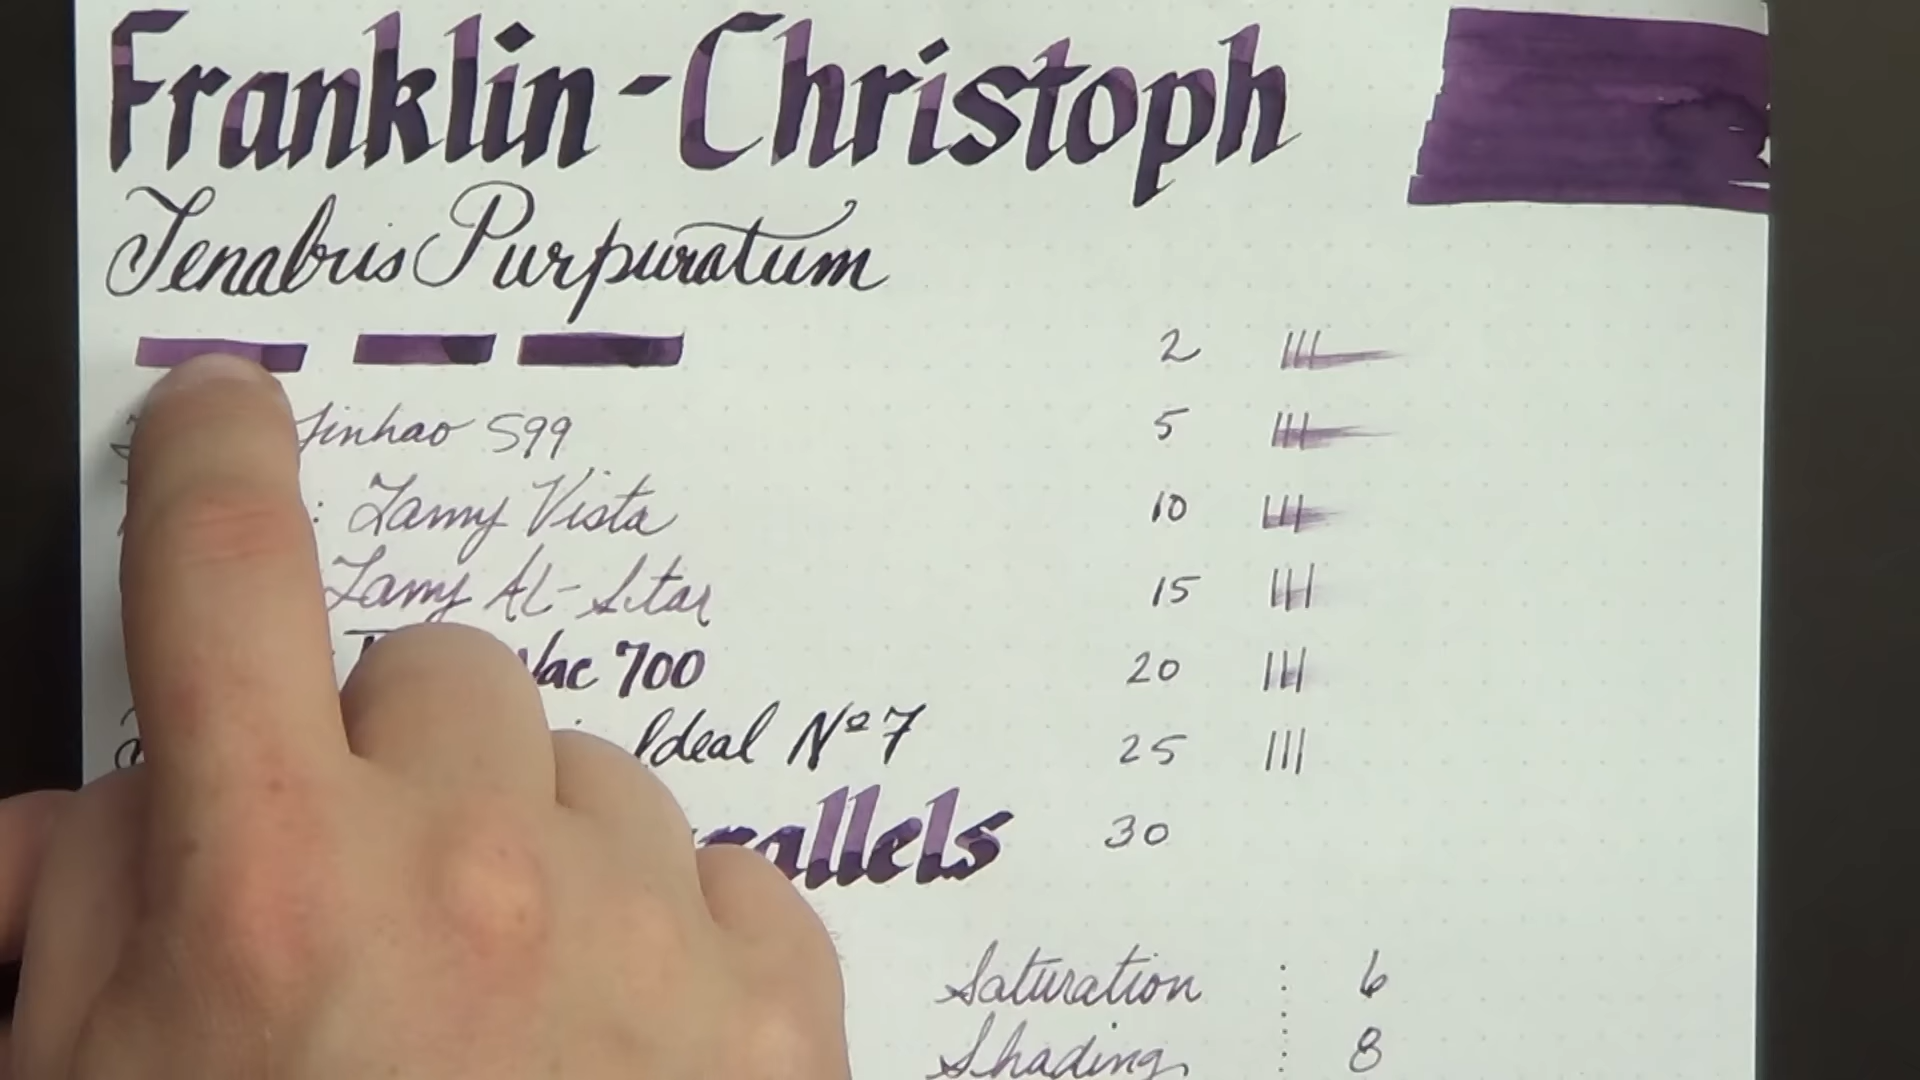 Franklin-Christoph
Tenabris Purpuratum
2
Jinhao 599
5
: Lamy Vista
10
Lamy AL-Star
15
Vac 700
20
Ideal Nº 7
25
30
Saturation : 6
Shading : 8